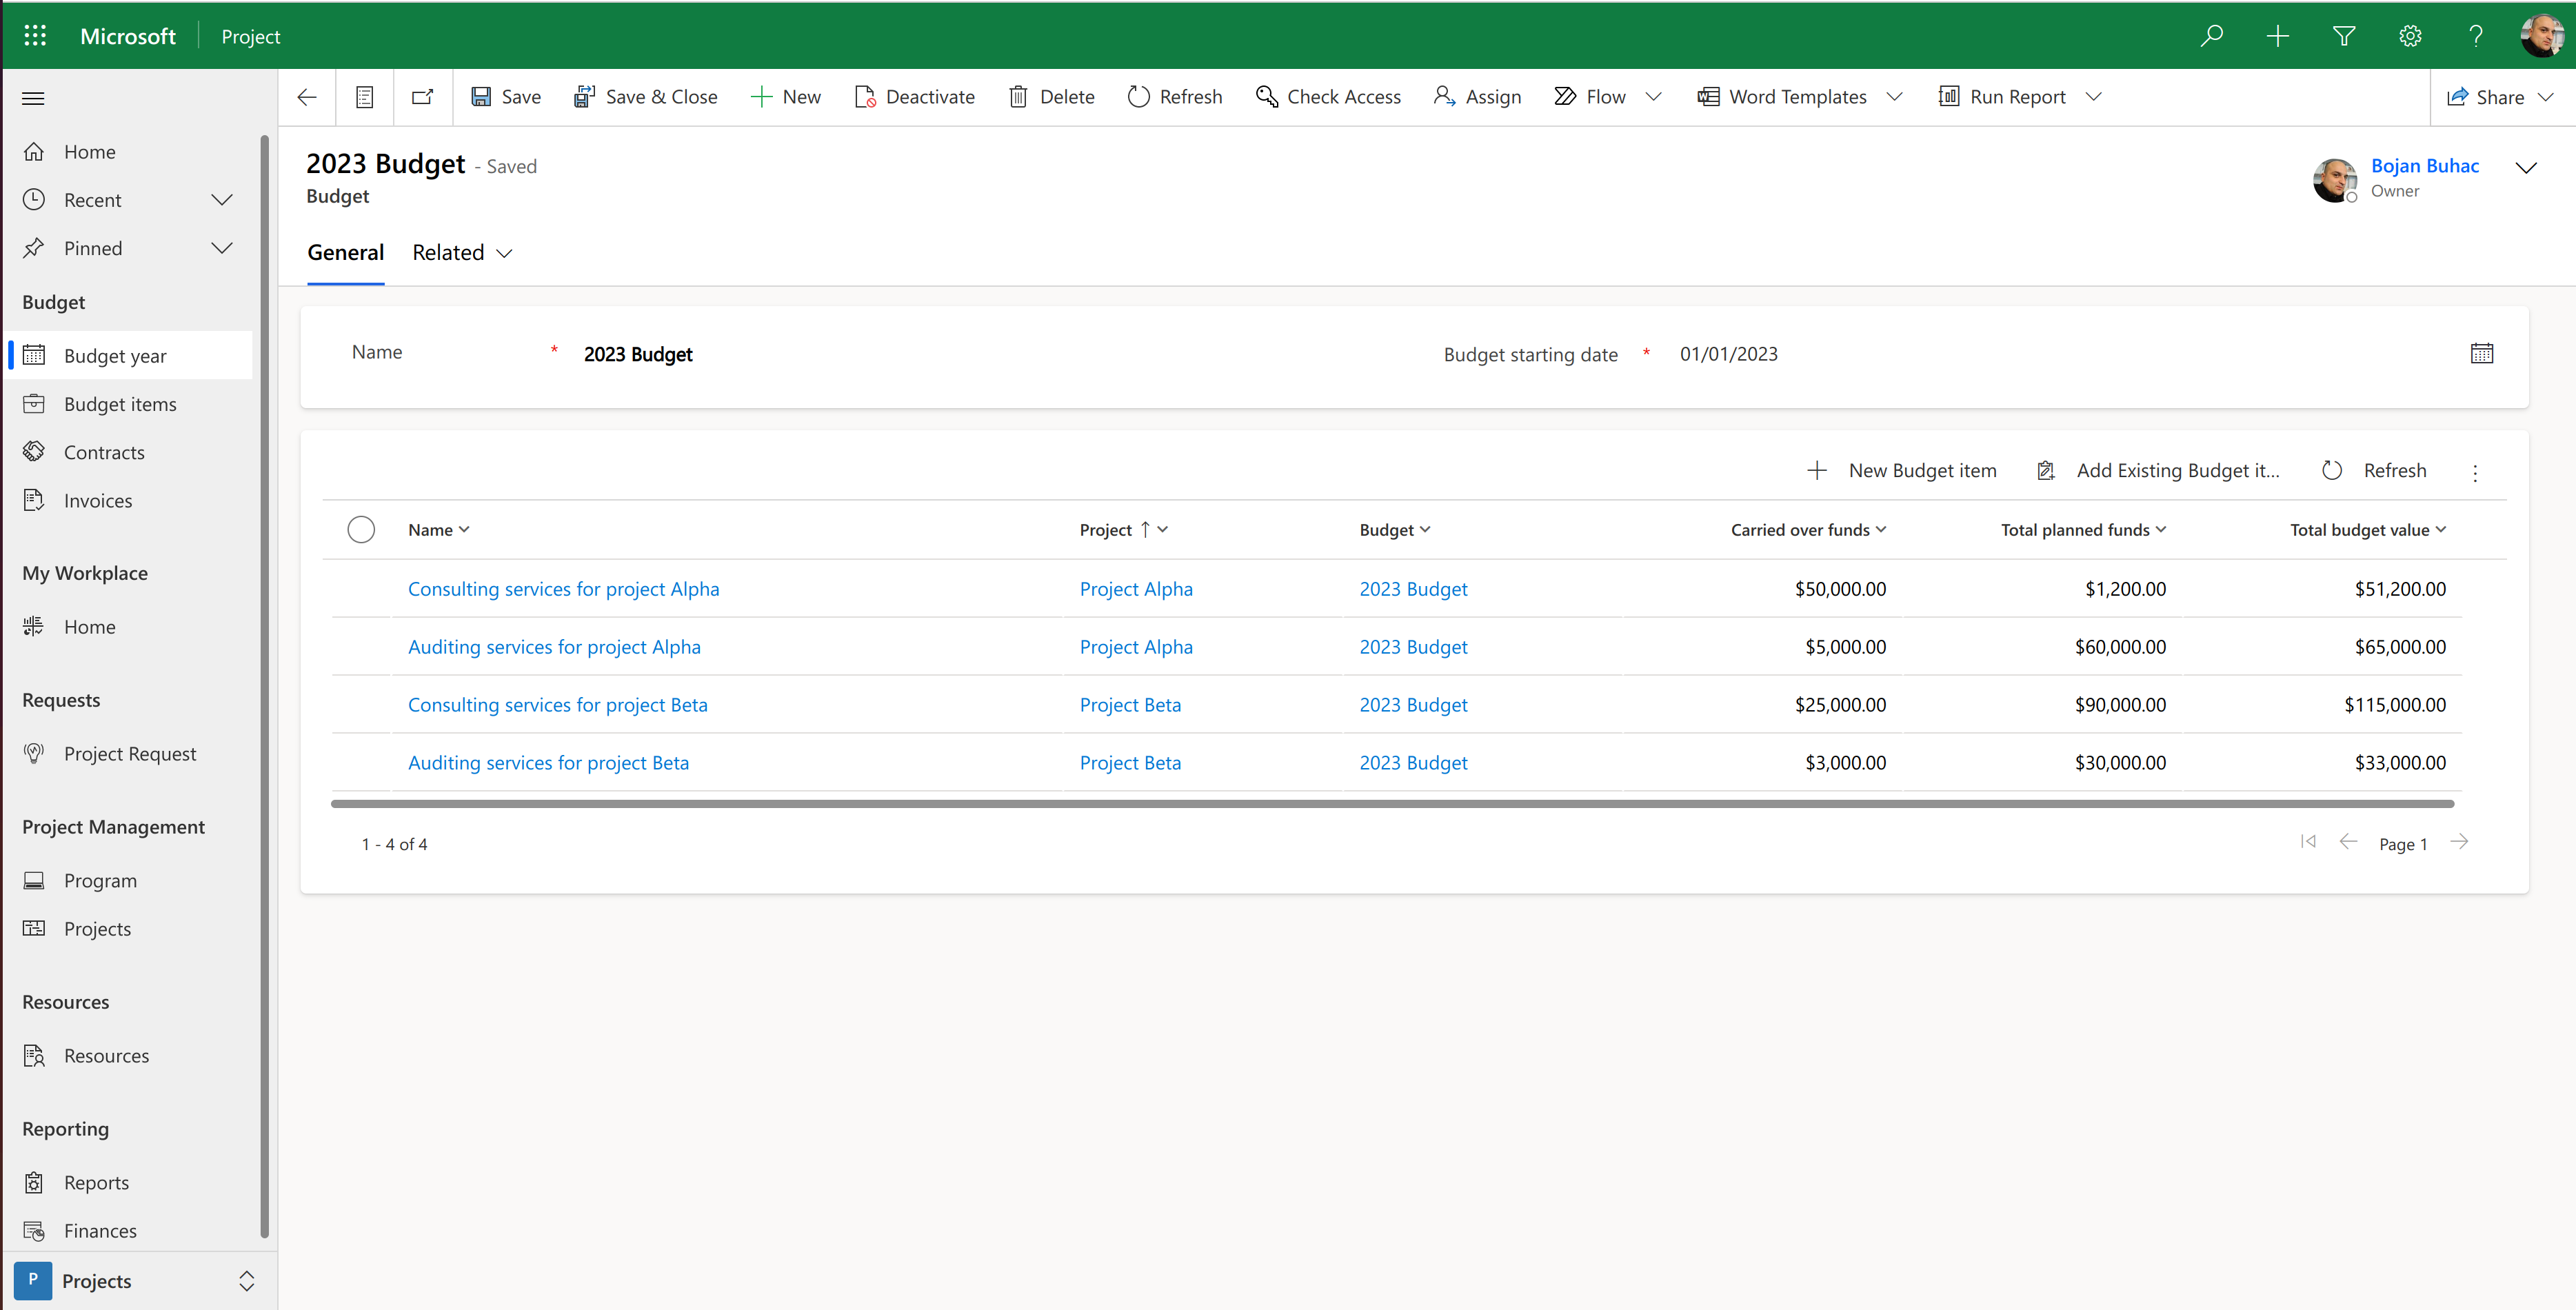 Microsoft Project
Save Save & Close New Deactivate Delete Refresh Check Access Assign Flow Word Templates Run Report Share
Home
Recent
Pinned
Budget
Budget year
Budget items
Contracts
Invoices
My Workplace
Home
Requests
Project Request
Project Management
Program
Projects
Resources
Resources
Reporting
Reports
Finances
P Projects
2023 Budget - Saved
Budget
Bojan Buhac
Owner
General Related
Name * 2023 Budget Budget starting date * 01/01/2023
New Budget item Add Existing Budget it... Refresh
Name Project Budget Carried over funds Total planned funds Total budget value
Consulting services for project Alpha Project Alpha 2023 Budget $50,000.00 $1,200.00 $51,200.00
Auditing services for project Alpha Project Alpha 2023 Budget $5,000.00 $60,000.00 $65,000.00
Consulting services for project Beta Project Beta 2023 Budget $25,000.00 $90,000.00 $115,000.00
Auditing services for project Beta Project Beta 2023 Budget $3,000.00 $30,000.00 $33,000.00
1 - 4 of 4 Page 1